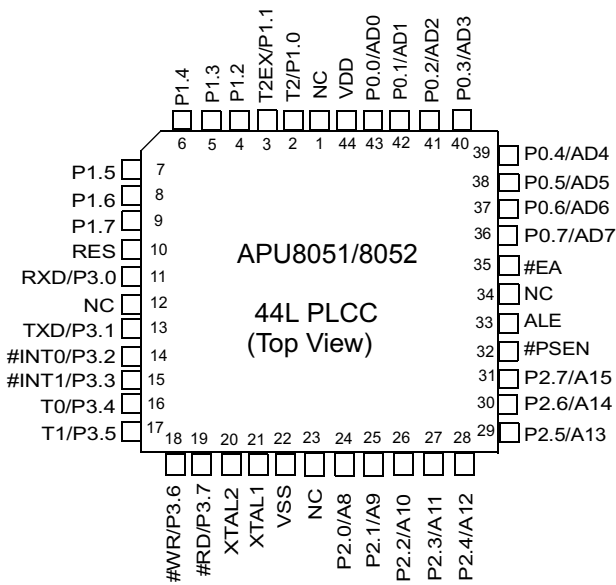 P1.4
P1.3
P1.2
T2EX/P1.1
T2/P1.0
NC
VDD
P0.0/AD0
P0.1/AD1
P0.2/AD2
P0.3/AD3
6 5 4 3 2 1 44 43 42 41 40
P1.5 7
P1.6 8
P1.7 9
RES 10
RXD/P3.0 11
NC 12
TXD/P3.1 13
#INT0/P3.2 14
#INT1/P3.3 15
T0/P3.4 16
T1/P3.5 17
APU8051/8052
44L PLCC
(Top View)
39 P0.4/AD4
38 P0.5/AD5
37 P0.6/AD6
36 P0.7/AD7
35 #EA
34 NC
33 ALE
32 #PSEN
31 P2.7/A15
30 P2.6/A14
29 P2.5/A13
18 19 20 21 22 23 24 25 26 27 28
#WR/P3.6
#RD/P3.7
XTAL2
XTAL1
VSS
NC
P2.0/A8
P2.1/A9
P2.2/A10
P2.3/A11
P2.4/A12